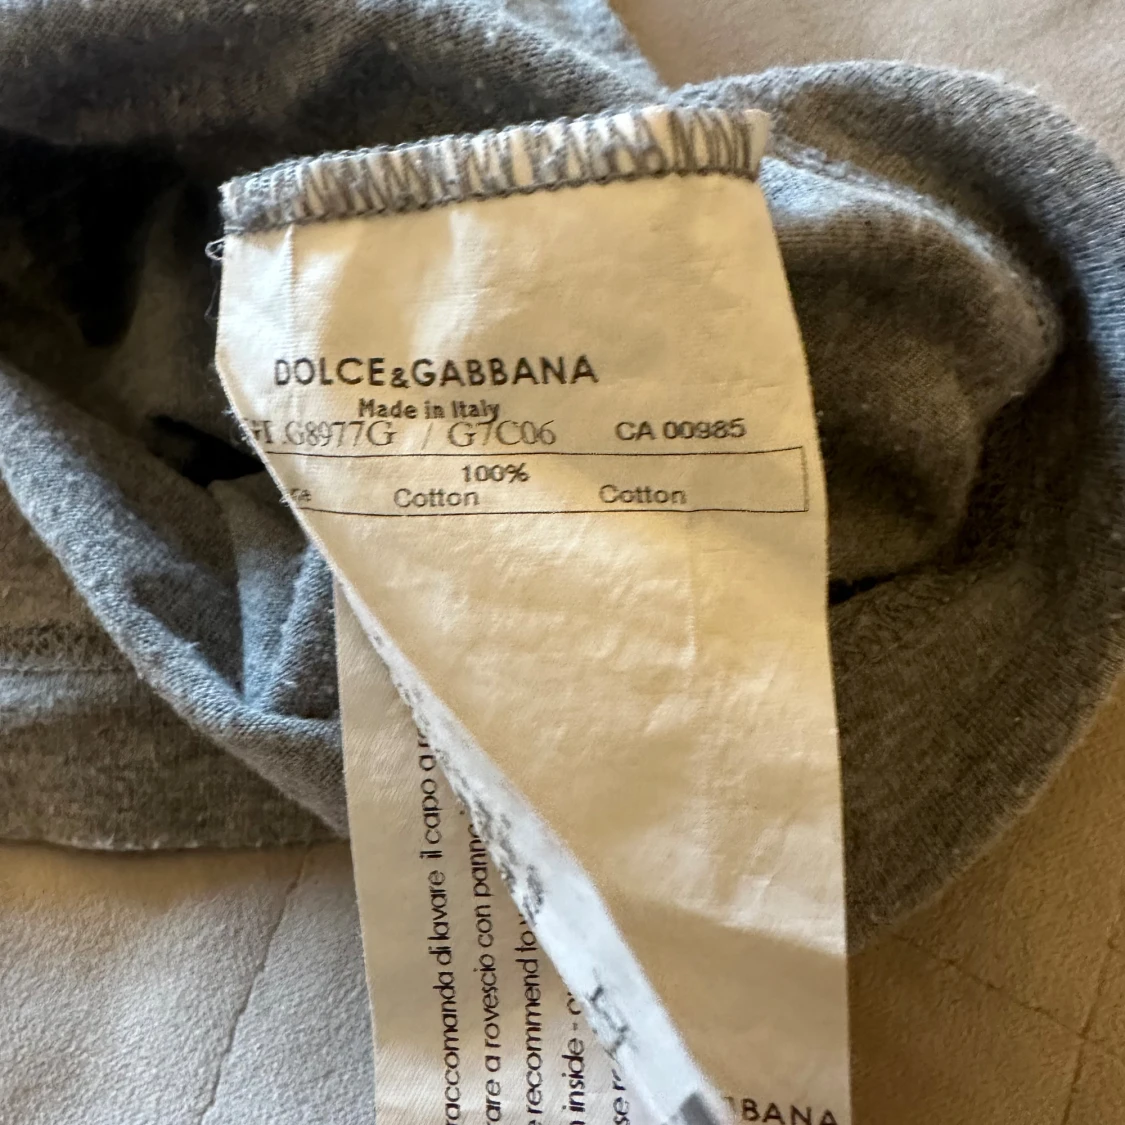 DOLCE&GABBANA
Made in Italy
G8977G / G7C06 CA 00985
100%
Cotton Cotton
raccomanda di lavare il capo a
are a rovescio con panno
recommend to
inside -
BANA